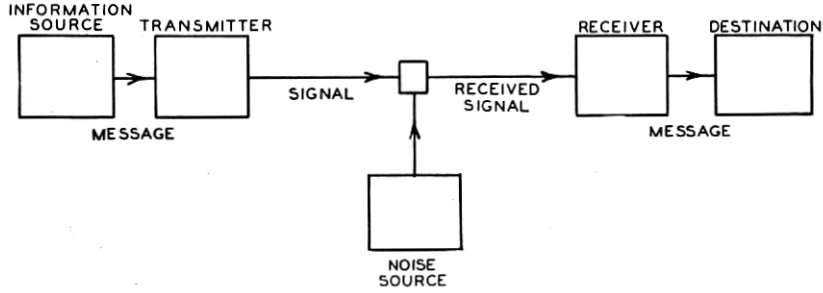 INFORMATION
SOURCE
TRANSMITTER
RECEIVER
DESTINATION
SIGNAL
RECEIVED
SIGNAL
MESSAGE
MESSAGE
NOISE
SOURCE